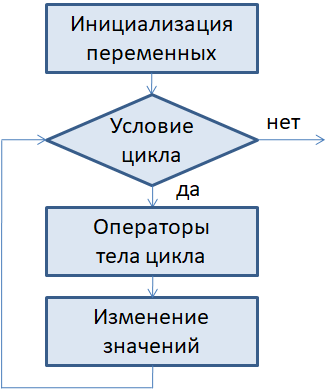 Инициализация
переменных
Условие
цикла
нет
да
Операторы
тела цикла
Изменение
значений